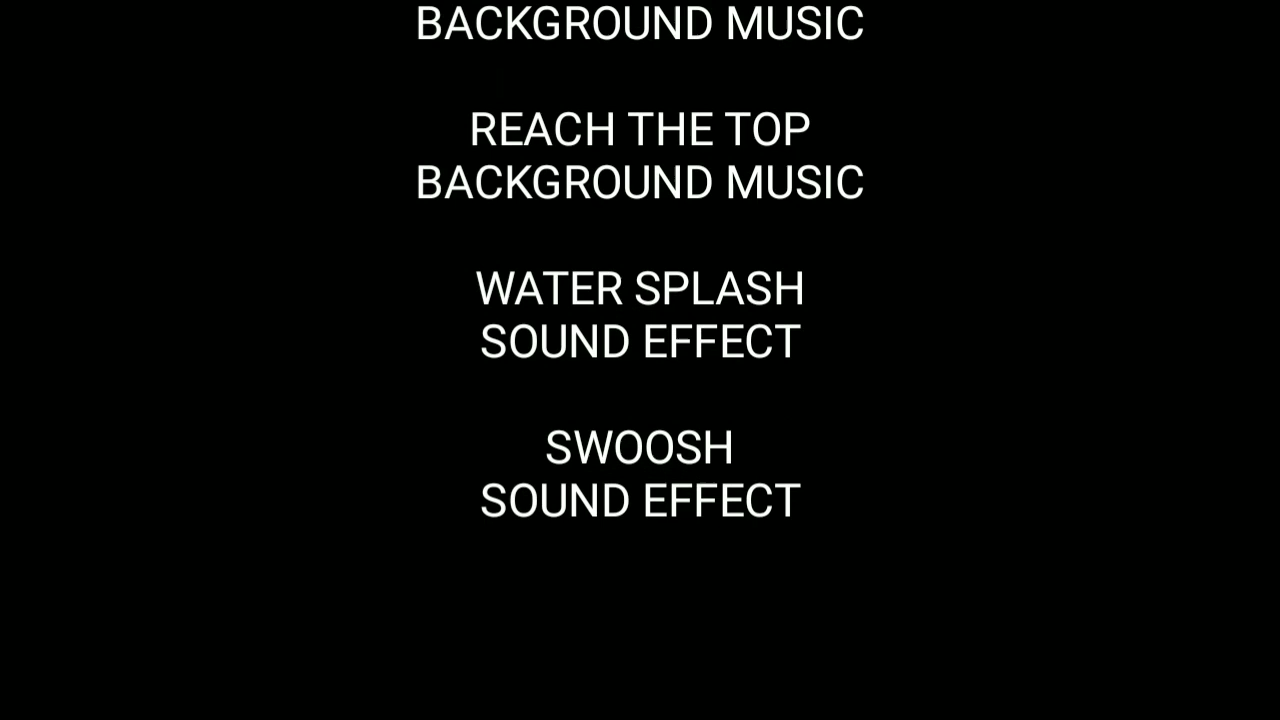 BACKGROUND MUSIC
REACH THE TOP
BACKGROUND MUSIC
WATER SPLASH
SOUND EFFECT
SWOOSH
SOUND EFFECT